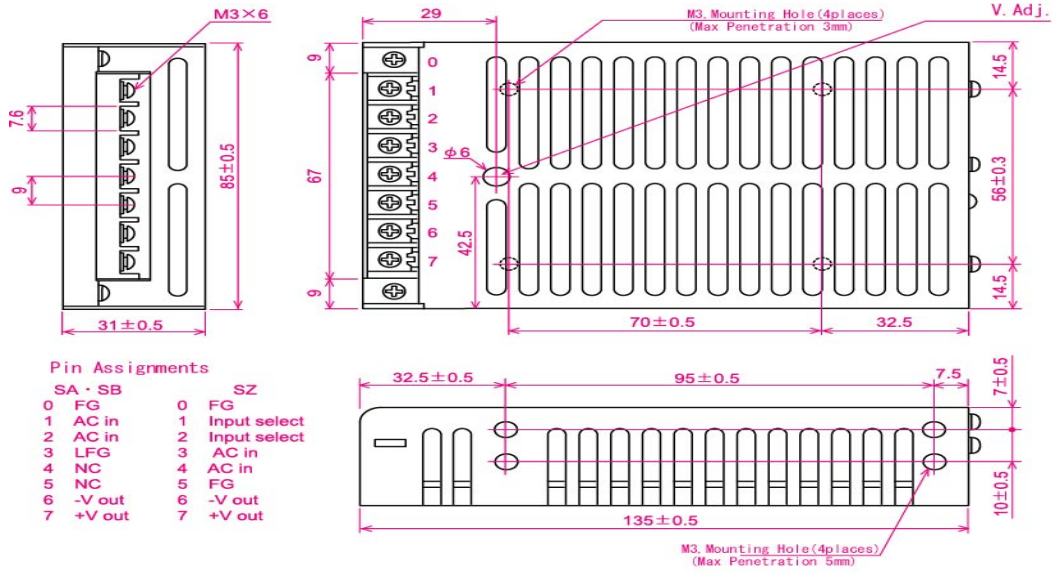 M3×6
29
M3. Mounting Hole(4places)
(Max Penetration 3mm)
V. Adj.
9
0
1
2
3
4
5
6
7
14.5
7.6
9
85±0.5
67
φ6
42.5
56±0.3
9
14.5
31±0.5
70±0.5
32.5
Pin Assignments
SA・SB SZ
0 FG 0 FG
1 AC in 1 Input select
2 AC in 2 Input select
3 LFG 3 AC in
4 NC 4 AC in
5 NC 5 FG
6 -V out 6 -V out
7 +V out 7 +V out
32.5±0.5
95±0.5
7.5
7±0.5
10±0.5
135±0.5
M3. Mounting Hole(4places)
(Max Penetration 5mm)